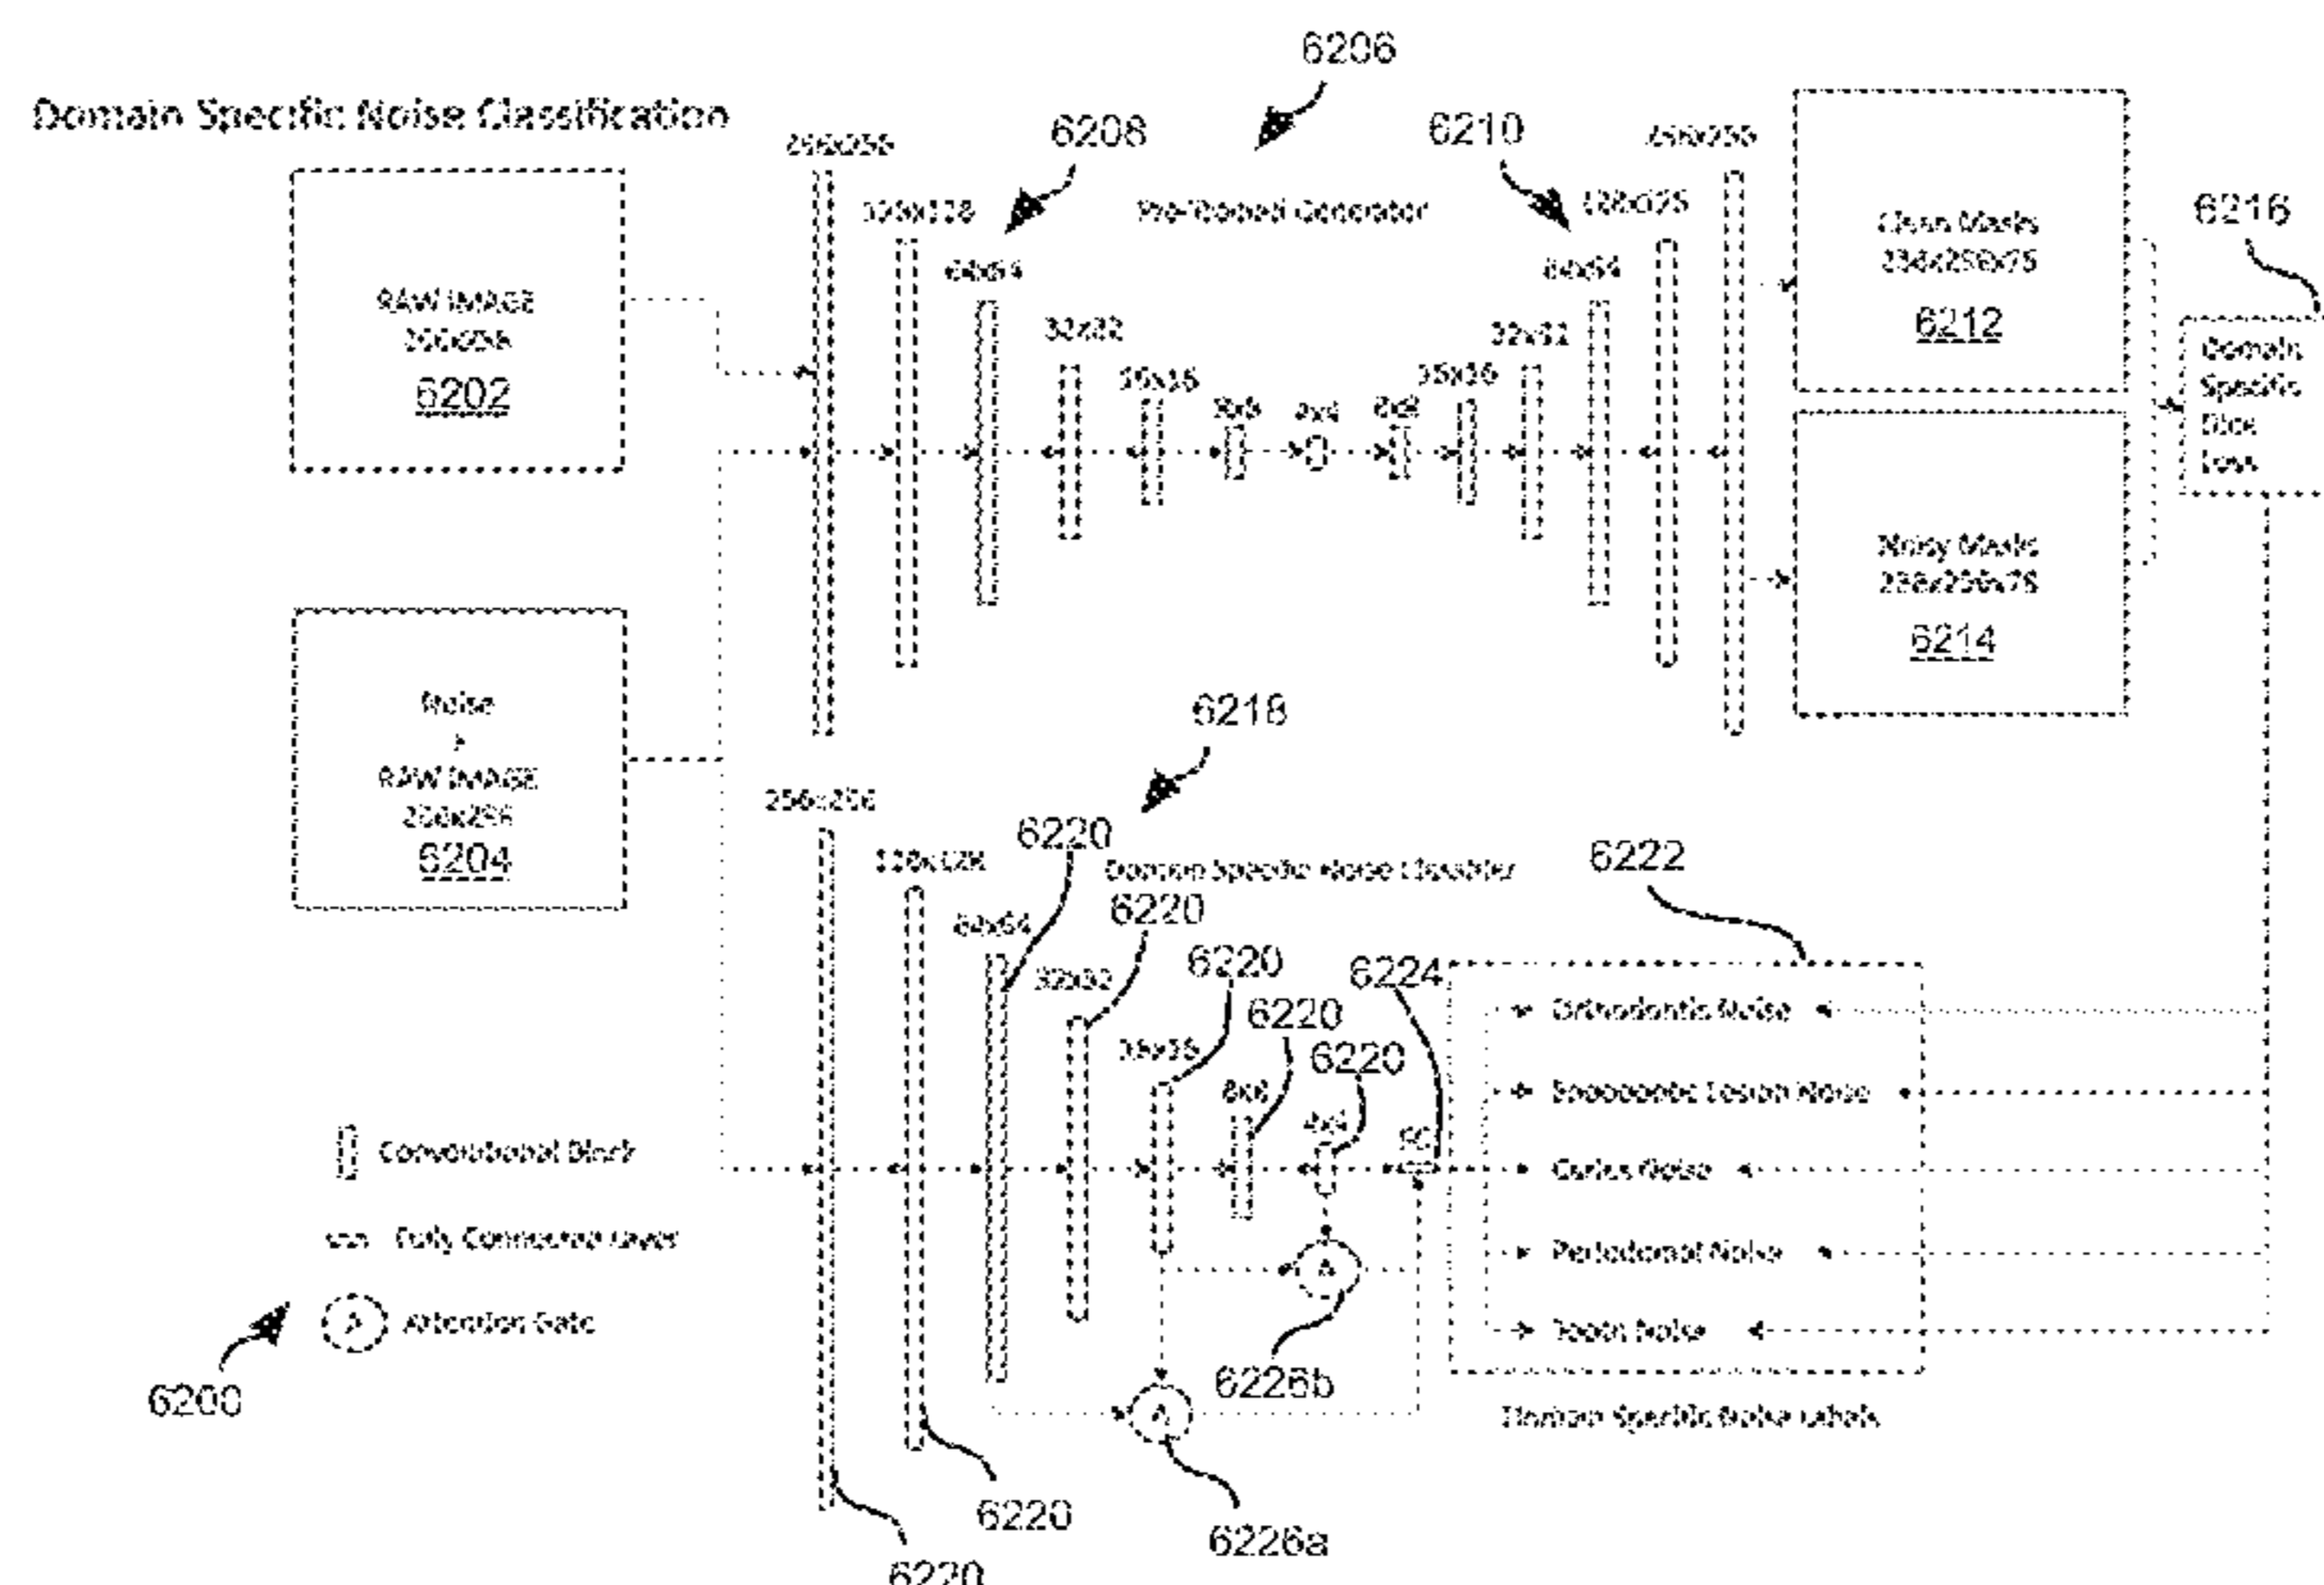 6206
Domain Specific Noise Classification
6208
6210
256x256
256x256
128x128
Pre-Trained Generator
128x128
6216
64x64
64x64
Clean Masks
256x256x75
6212
RAW IMAGE
256x256
6202
32x32
32x32
16x16
16x16
8x8
4x4
8x8
Domain
Specific
Dice
Loss
Noisy Masks
256x256x75
6214
Noise
+
RAW IMAGE
256x256
6204
6218
256x256
6220
128x128
Domain Specific Noise Classifier
6222
6220
64x64
6220
6224
32x32
6220
6220
16x16
8x8
4x4
FC
Orthodontic Noise
Endodontic Lesion Noise
Caries Noise
Periodontal Noise
Tooth Noise
Convolutional Block
Fully Connected Layer
A Attention Gate
A
A
6200
6226b
Domain Specific Noise Labels
6220
6226a
6220